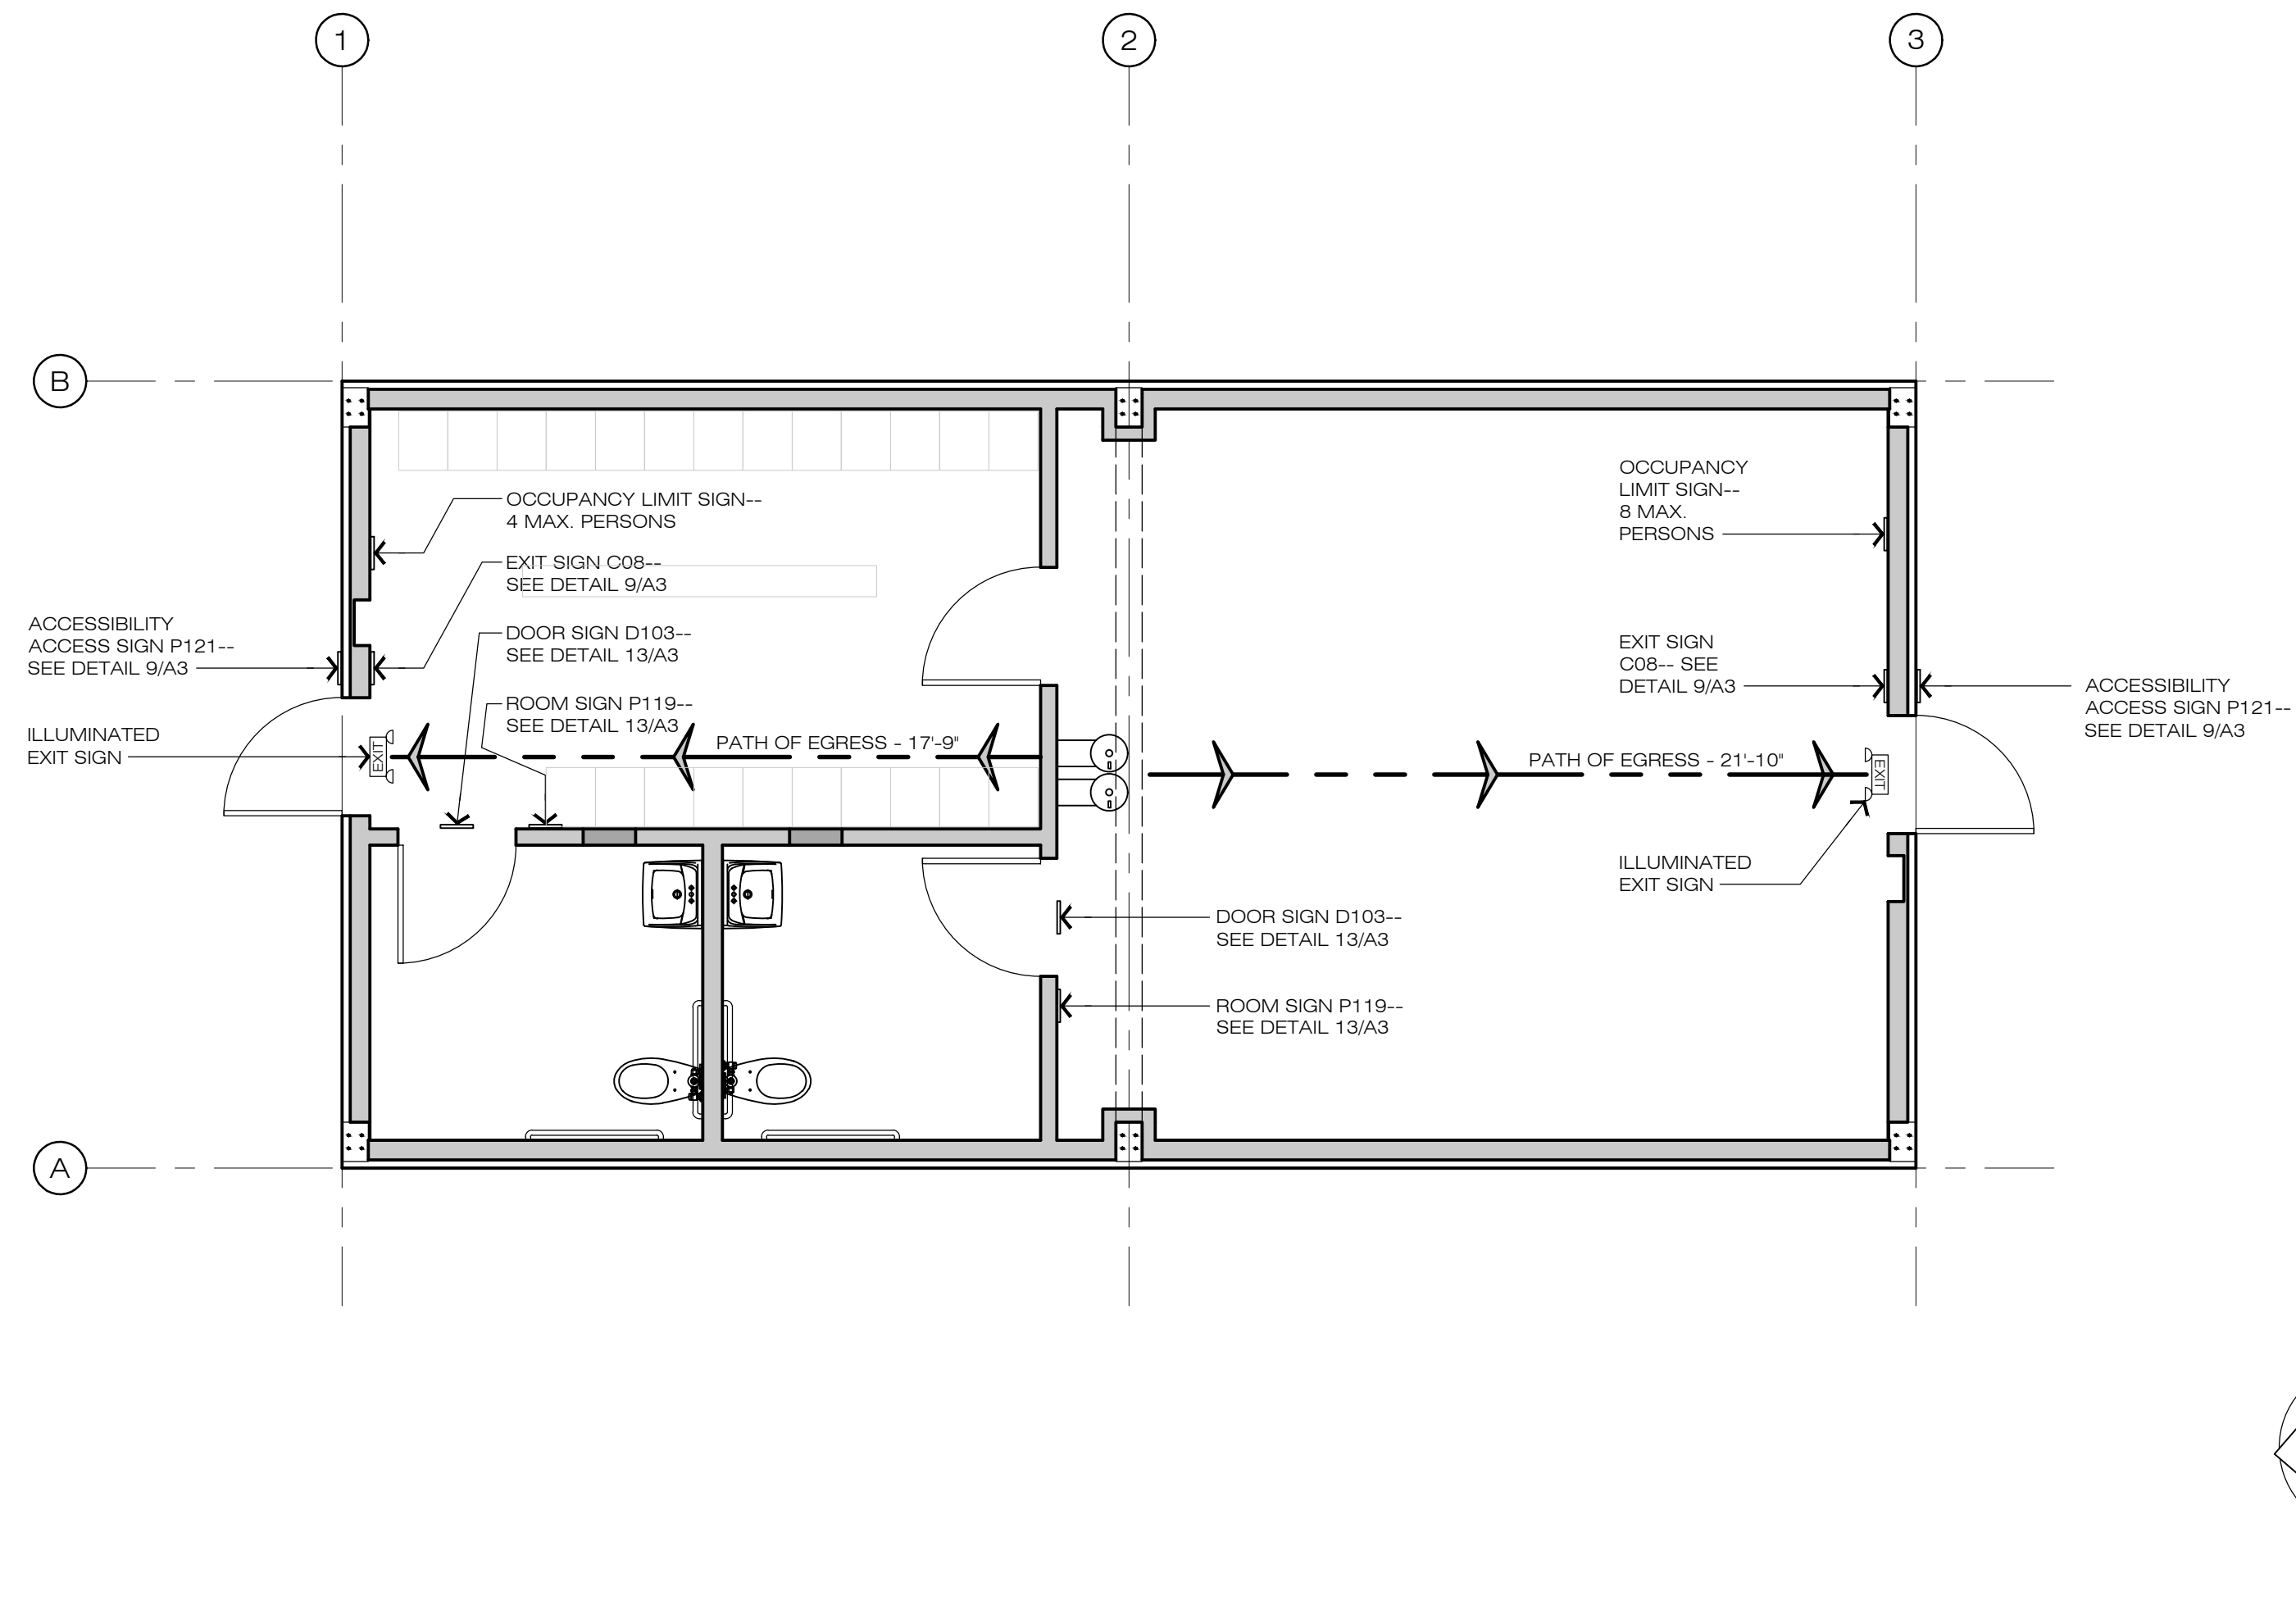 1
2
3
B
OCCUPANCY
LIMIT SIGN--
8 MAX.
PERSONS
OCCUPANCY LIMIT SIGN--
4 MAX. PERSONS
EXIT SIGN C08--
SEE DETAIL 9/A3
ACCESSIBILITY
ACCESS SIGN P121--
SEE DETAIL 9/A3
DOOR SIGN D103--
SEE DETAIL 13/A3
EXIT SIGN
C08-- SEE
DETAIL 9/A3
ACCESSIBILITY
ACCESS SIGN P121--
SEE DETAIL 9/A3
ROOM SIGN P119--
SEE DETAIL 13/A3
ILLUMINATED
EXIT SIGN
EXIT
PATH OF EGRESS - 17'-9"
PATH OF EGRESS - 21'-10"
EXIT
ILLUMINATED
EXIT SIGN
DOOR SIGN D103--
SEE DETAIL 13/A3
ROOM SIGN P119--
SEE DETAIL 13/A3
A